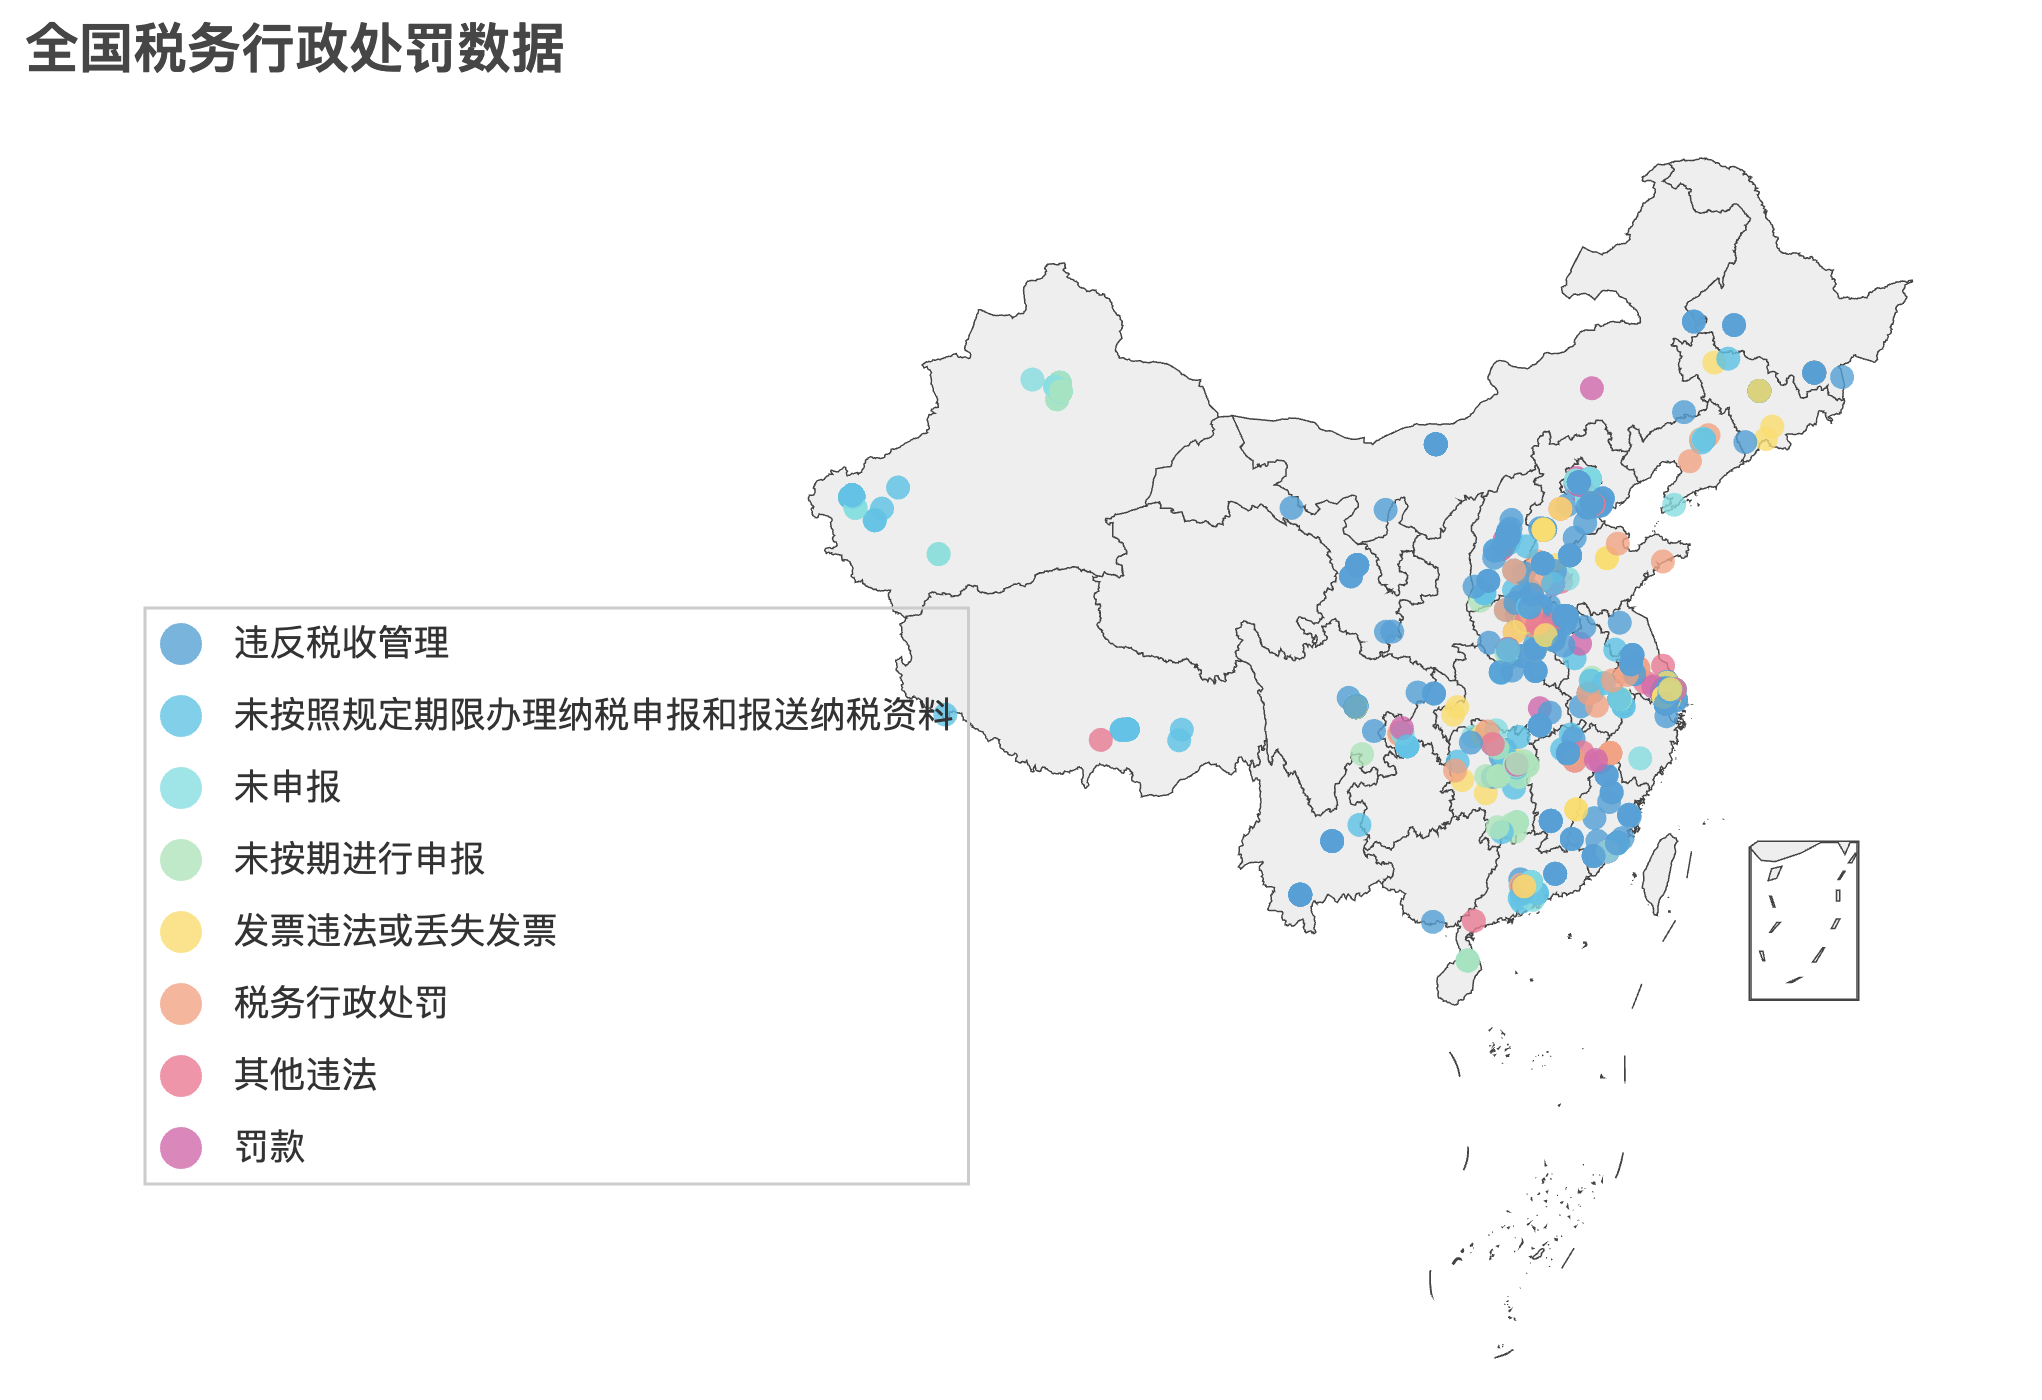 全国税务行政处罚数据
违反税收管理
未按照规定期限办理纳税申报和报送纳税资料
未申报
未按期进行申报
发票违法或丢失发票
税务行政处罚
其他违法
罚款